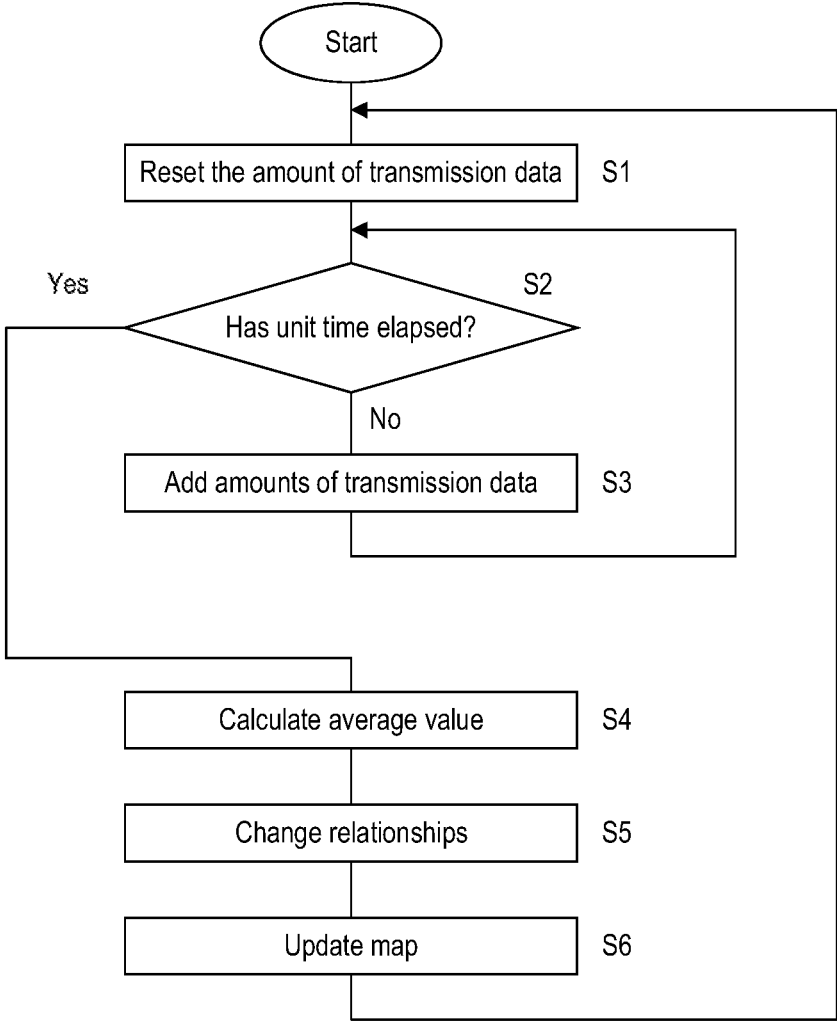 Start
Reset the amount of transmission data S1
Yes S2
Has unit time elapsed?
No
Add amounts of transmission data S3
Calculate average value S4
Change relationships S5
Update map S6